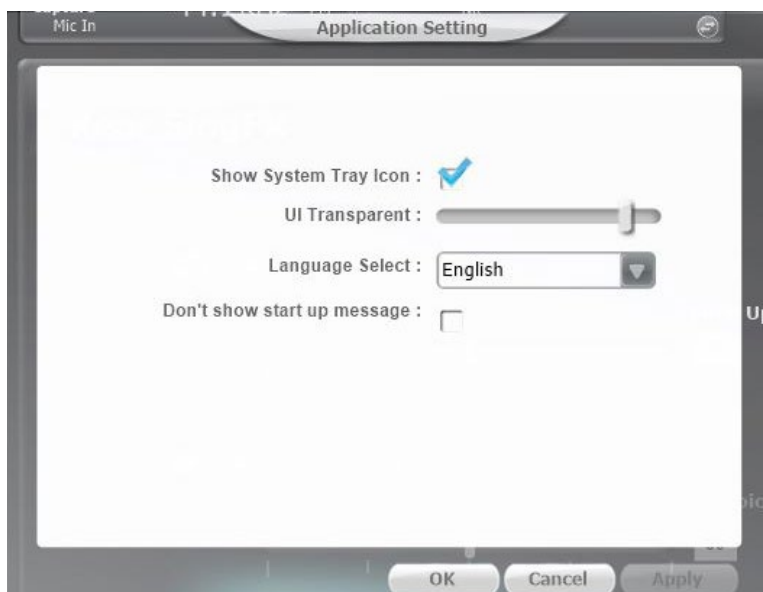 Mic In
Application Setting
Show System Tray Icon :
UI Transparent :
Language Select :
English
Don't show start up message :
OK
Cancel
Apply